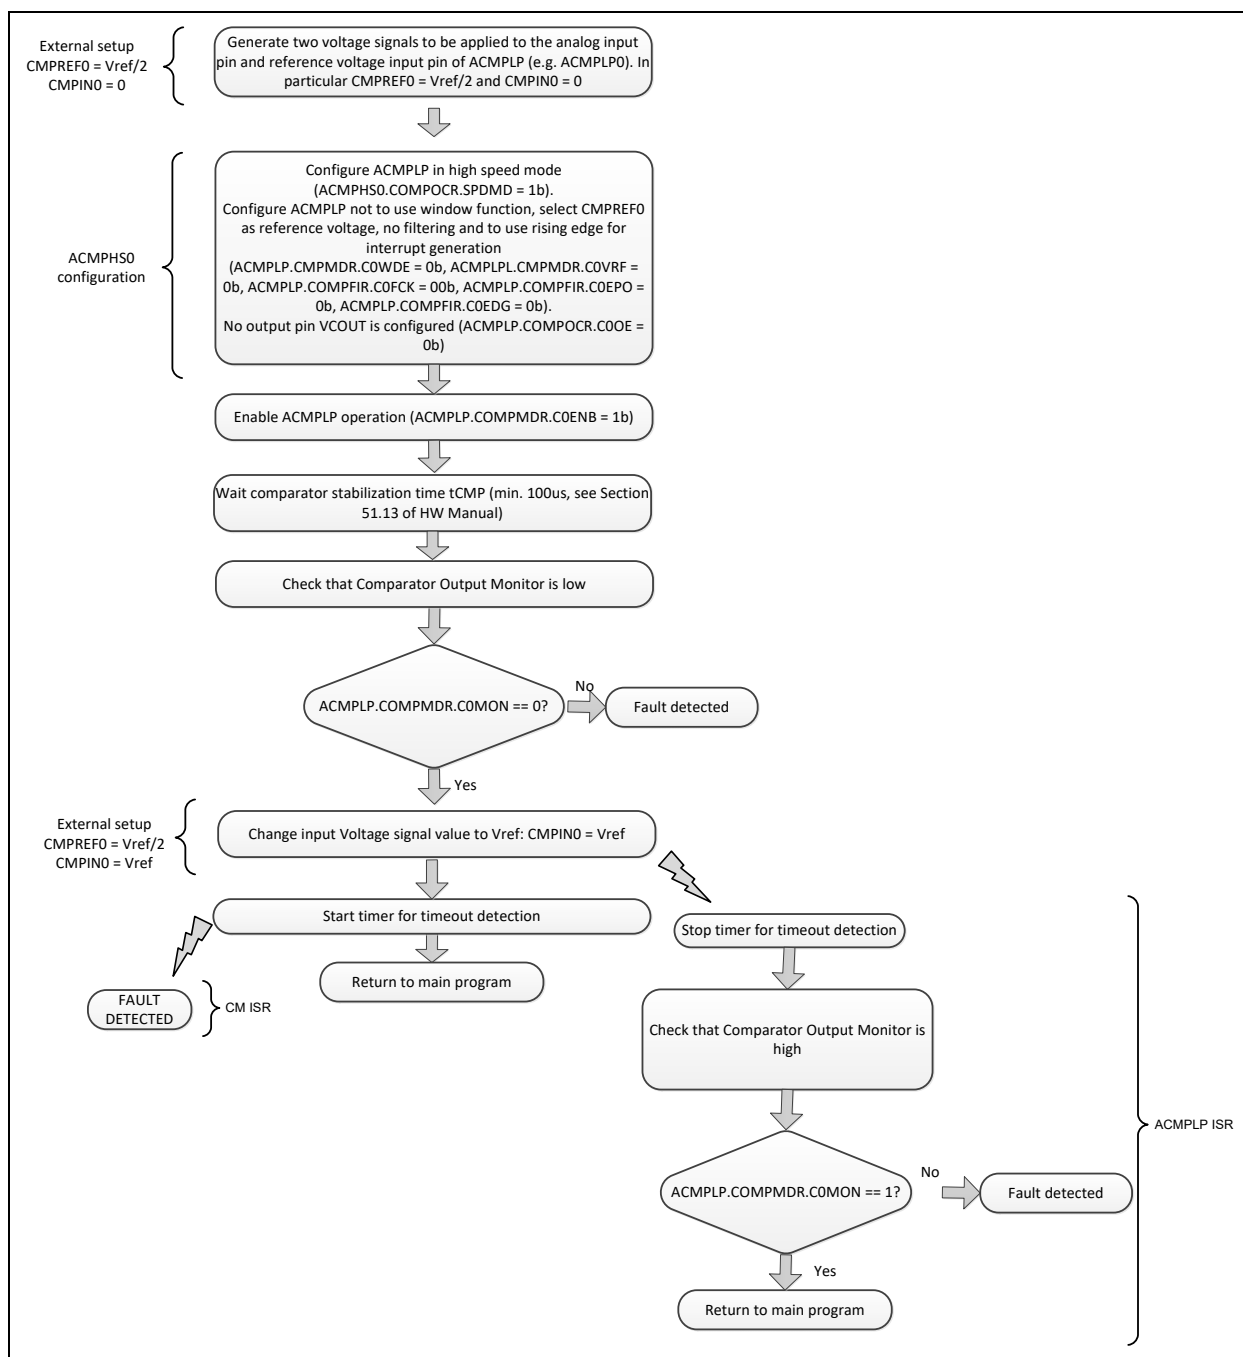 External setup
CMPREF0 = Vref/2
CMPIN0 = 0
Generate two voltage signals to be applied to the analog input
pin and reference voltage input pin of ACMPLP (e.g. ACMPLP0). In
particular CMPREF0 = Vref/2 and CMPIN0 = 0
ACMPHS0
configuration
Configure ACMPLP in high speed mode
(ACMPHS0.COMPOCR.SPDMD = 1b).
Configure ACMPLP not to use window function, select CMPREF0
as reference voltage, no filtering and to use rising edge for
interrupt generation
(ACMPLP.CMPMDR.C0WDE = 0b, ACMPLPL.CMPMDR.C0VRF =
0b, ACMPLP.COMPFIR.C0FCK = 00b, ACMPLP.COMPFIR.C0EPO =
0b, ACMPLP.COMPFIR.C0EDG = 0b).
No output pin VCOUT is configured (ACMPLP.COMPOCR.C0OE =
0b)
Enable ACMPLP operation (ACMPLP.COMPMDR.C0ENB = 1b)
Wait comparator stabilization time tCMP (min. 100us, see Section
51.13 of HW Manual)
Check that Comparator Output Monitor is low
ACMPLP.COMPMDR.C0MON == 0?
No
Fault detected
Yes
External setup
CMPREF0 = Vref/2
CMPIN0 = Vref
Change input Voltage signal value to Vref: CMPIN0 = Vref
Start timer for timeout detection
Return to main program
FAULT
DETECTED
CM ISR
Stop timer for timeout detection
Check that Comparator Output Monitor is
high
ACMPLP.COMPMDR.C0MON == 1?
No
Fault detected
Yes
Return to main program
ACMPLP ISR